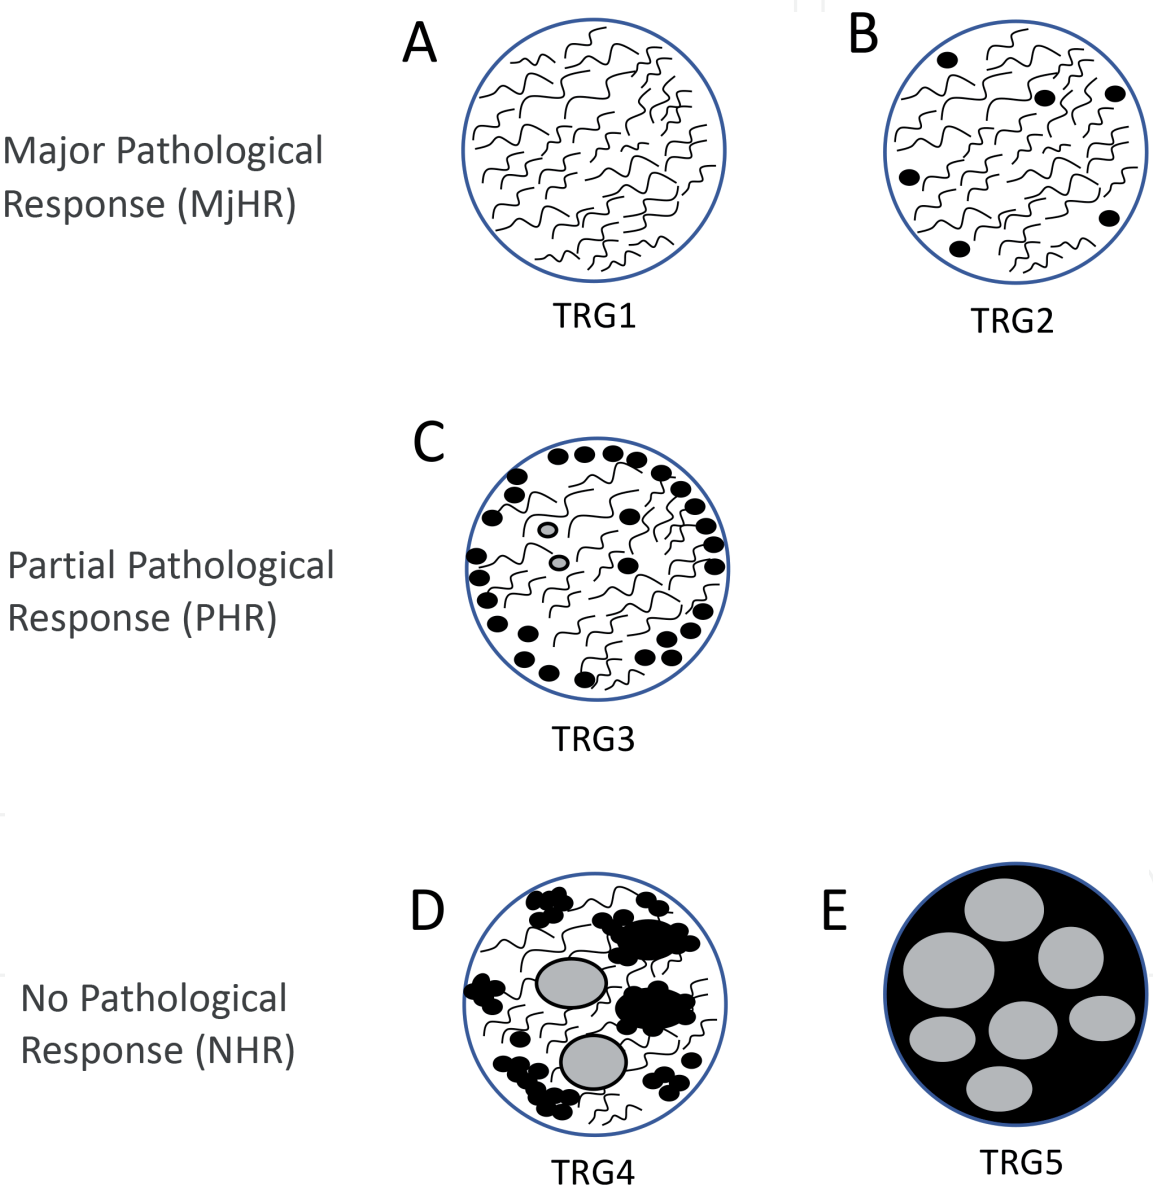 A
B
Major Pathological
Response (MjHR)
TRG1
TRG2
C
Partial Pathological
Response (PHR)
TRG3
D
E
No Pathological
Response (NHR)
TRG4
TRG5